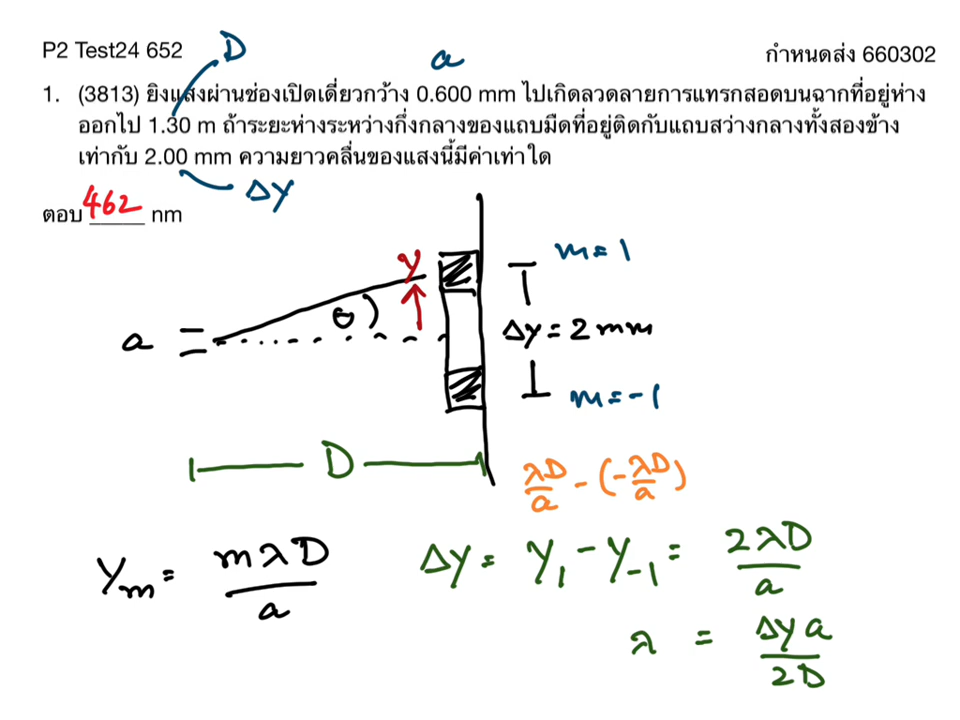 P2 Test24 652
D
a
กำหนดส่ง 660302
1. (3813) ยิงแสงผ่านช่องเปิดเดี่ยวกว้าง 0.600 mm ไปเกิดลวดลายการแทรกสอดบนฉากที่อยู่ห่าง
ออกไป 1.30 m ถ้าระยะห่างระหว่างกึ่งกลางของแถบมืดที่อยู่ติดกับแถบสว่างกลางทั้งสองข้าง
เท่ากับ 2.00 mm ความยาวคลื่นของแสงนี้มีค่าเท่าใด
Δy
ตอบ 462 nm
m=1
y
θ
a
Δy=2mm
m=-1
D
λD/a - (-λD/a)
ym = mλD/a
Δy = y1 - y-1 = 2λD/a
λ = Δya/2D